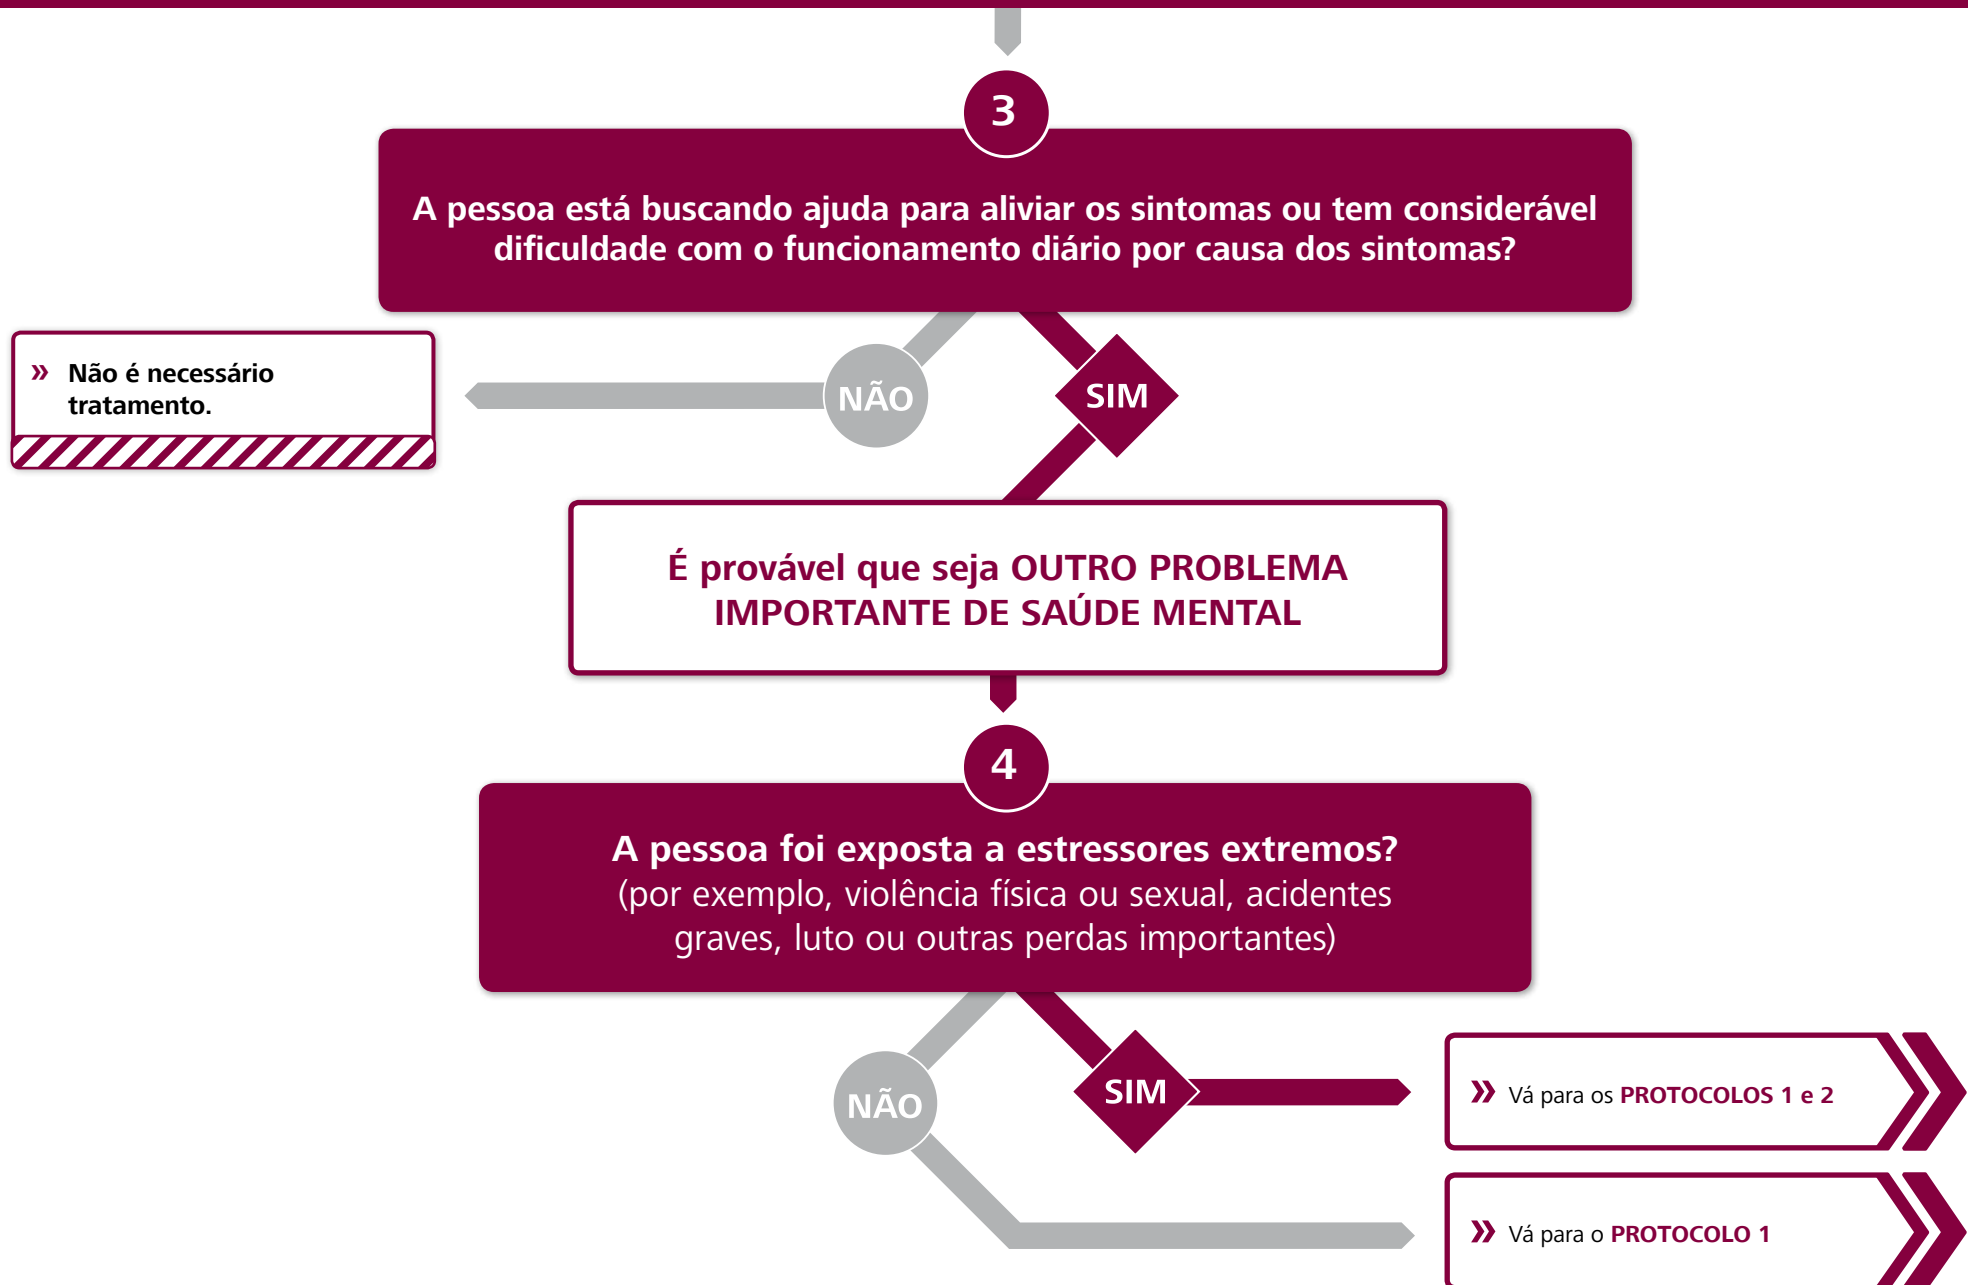 3
A pessoa está buscando ajuda para aliviar os sintomas ou tem considerável
dificuldade com o funcionamento diário por causa dos sintomas?
» Não é necessário
tratamento.
NÃO
SIM
É provável que seja OUTRO PROBLEMA
IMPORTANTE DE SAÚDE MENTAL
4
A pessoa foi exposta a estressores extremos?
(por exemplo, violência física ou sexual, acidentes
graves, luto ou outras perdas importantes)
NÃO
SIM
» Vá para os PROTOCOLOS 1 e 2
» Vá para o PROTOCOLO 1